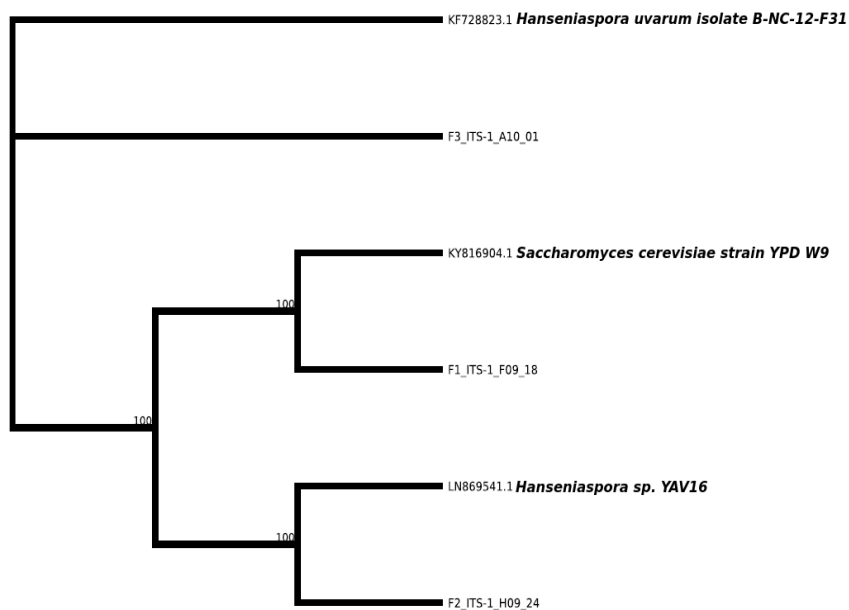 KF728823.1 Hanseniaspora uvarum isolate B-NC-12-F31
F3_ITS-1_A10_01
KY816904.1 Saccharomyces cerevisiae strain YPD W9
100
F1_ITS-1_F09_18
100
LN869541.1 Hanseniaspora sp. YAV16
100
F2_ITS-1_H09_24